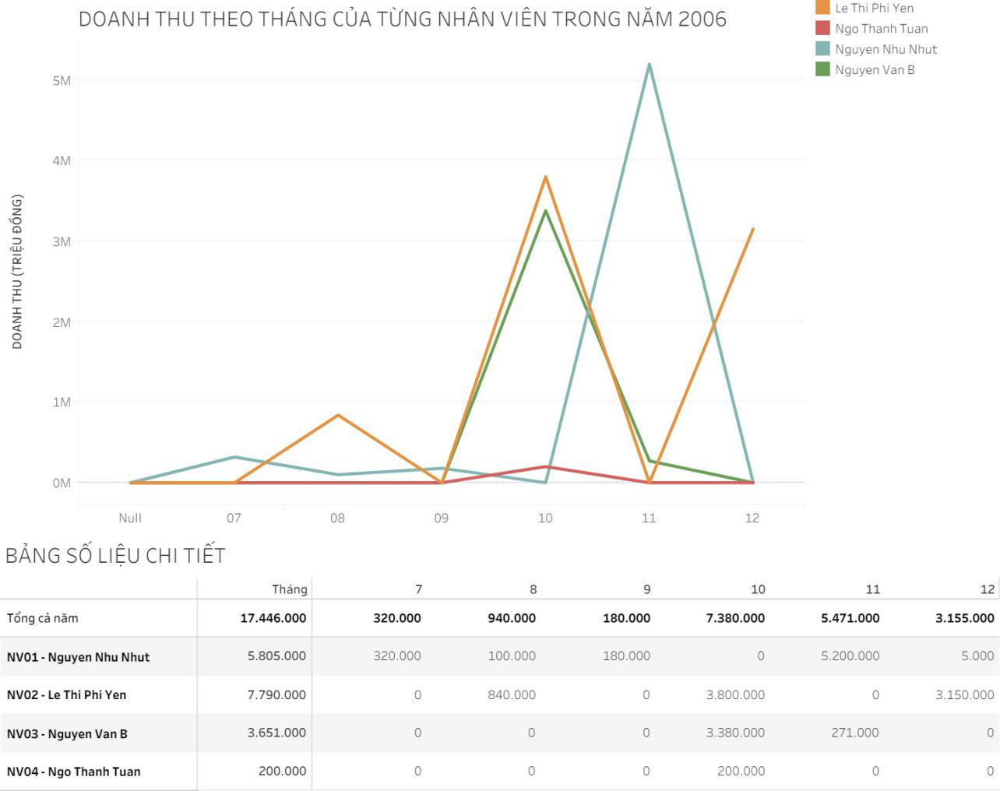 DOANH THU THEO THÁNG CỦA TỪNG NHÂN VIÊN TRONG NĂM 2006
Le Thi Phi Yen
Ngo Thanh Tuan
Nguyen Nhu Nhut
Nguyen Van B
DOANH THU (TRIỆU ĐỒNG)
5M
4M
3M
2M
1M
0M
Null 07 08 09 10 11 12
BẢNG SỐ LIỆU CHI TIẾT
Tháng 7 8 9 10 11 12
Tổng cả năm 17.446.000 320.000 940.000 180.000 7.380.000 5.471.000 3.155.000
NV01 - Nguyen Nhu Nhut 5.805.000 320.000 100.000 180.000 0 5.200.000 5.000
NV02 - Le Thi Phi Yen 7.790.000 0 840.000 0 3.800.000 0 3.150.000
NV03 - Nguyen Van B 3.651.000 0 0 0 3.380.000 271.000 0
NV04 - Ngo Thanh Tuan 200.000 0 0 0 200.000 0 0